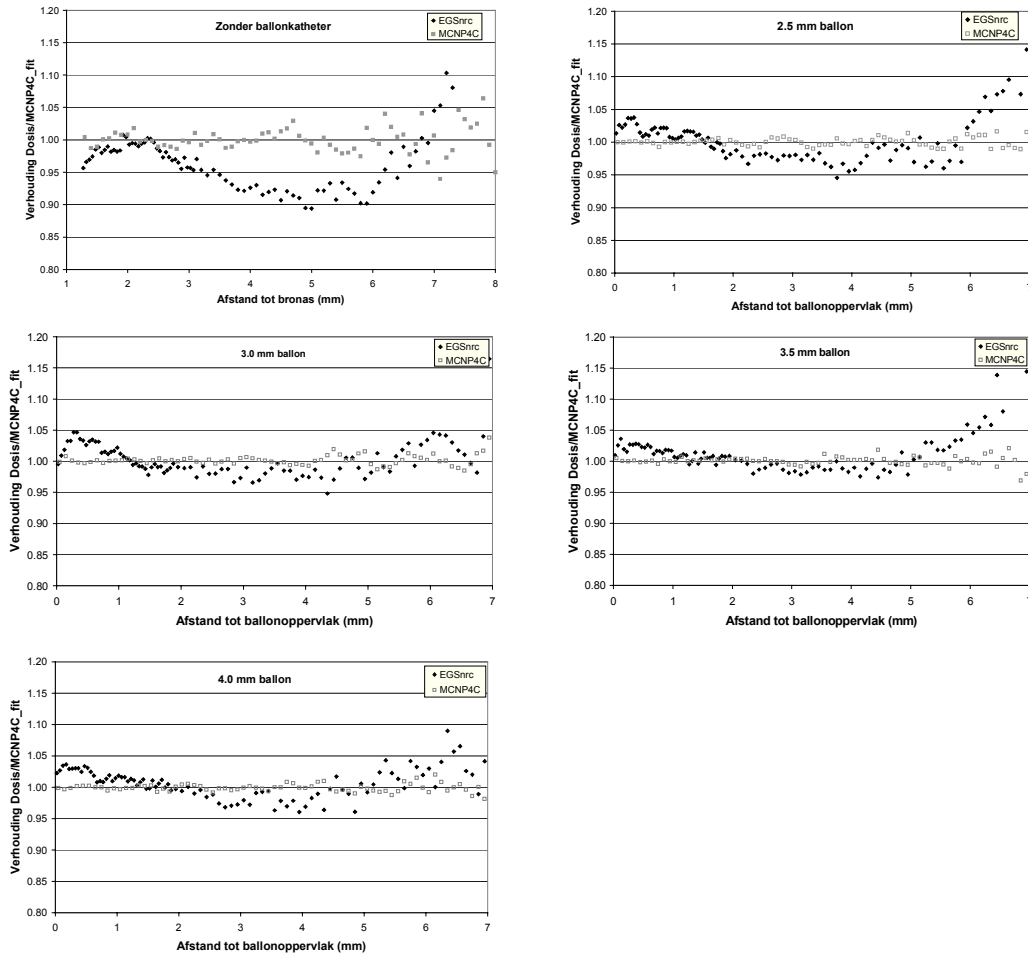 Zonder ballonkatheter
EGSnrc
MCNP4C
Verhouding Dosis/MCNP4C_fit
1.20
1.15
1.10
1.05
1.00
0.95
0.90
0.85
0.80
1 2 3 4 5 6 7 8
Afstand tot bronas (mm)
2.5 mm ballon
EGSnrc
MCNP4C
Verhouding Dosis/MCNP4C_fit
1.20
1.15
1.10
1.05
1.00
0.95
0.90
0.85
0.80
0 1 2 3 4 5 6 7
Afstand tot ballonoppervlak (mm)
3.0 mm ballon
EGSnrc
MCNP4C
Verhouding Dosis/MCNP4C_fit
1.20
1.15
1.10
1.05
1.00
0.95
0.90
0.85
0.80
0 1 2 3 4 5 6 7
Afstand tot ballonoppervlak (mm)
3.5 mm ballon
EGSnrc
MCNP4C
Verhouding Dosis/MCNP4C_fit
1.20
1.15
1.10
1.05
1.00
0.95
0.90
0.85
0.80
0 1 2 3 4 5 6 7
Afstand tot ballonoppervlak (mm)
4.0 mm ballon
EGSnrc
MCNP4C
Verhouding Dosis/MCNP4C_fit
1.20
1.15
1.10
1.05
1.00
0.95
0.90
0.85
0.80
0 1 2 3 4 5 6 7
Afstand tot ballonoppervlak (mm)